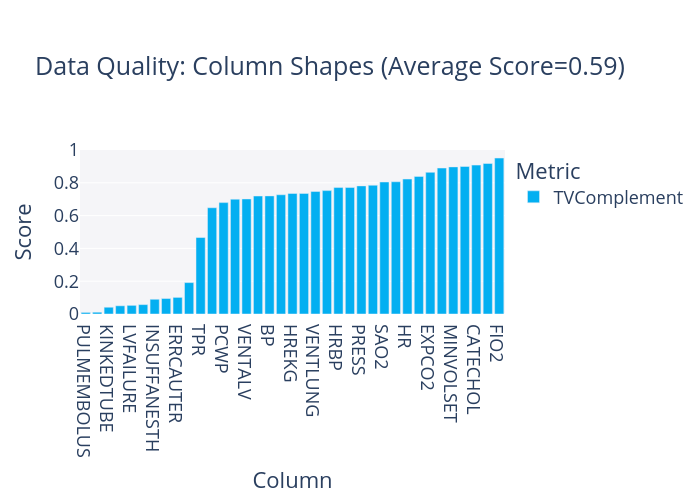 Data Quality: Column Shapes (Average Score=0.59)
Metric
TVComplement
Score
1
0.8
0.6
0.4
0.2
0
PULMEMBOLUS
KINKEDTUBE
LVFAILURE
INSUFFANESTH
ERRCAUTER
TPR
PCWP
VENTALV
BP
HREKG
VENTLUNG
HRBP
PRESS
SAO2
HR
EXPCO2
MINVOLSET
CATECHOL
FIO2
Column